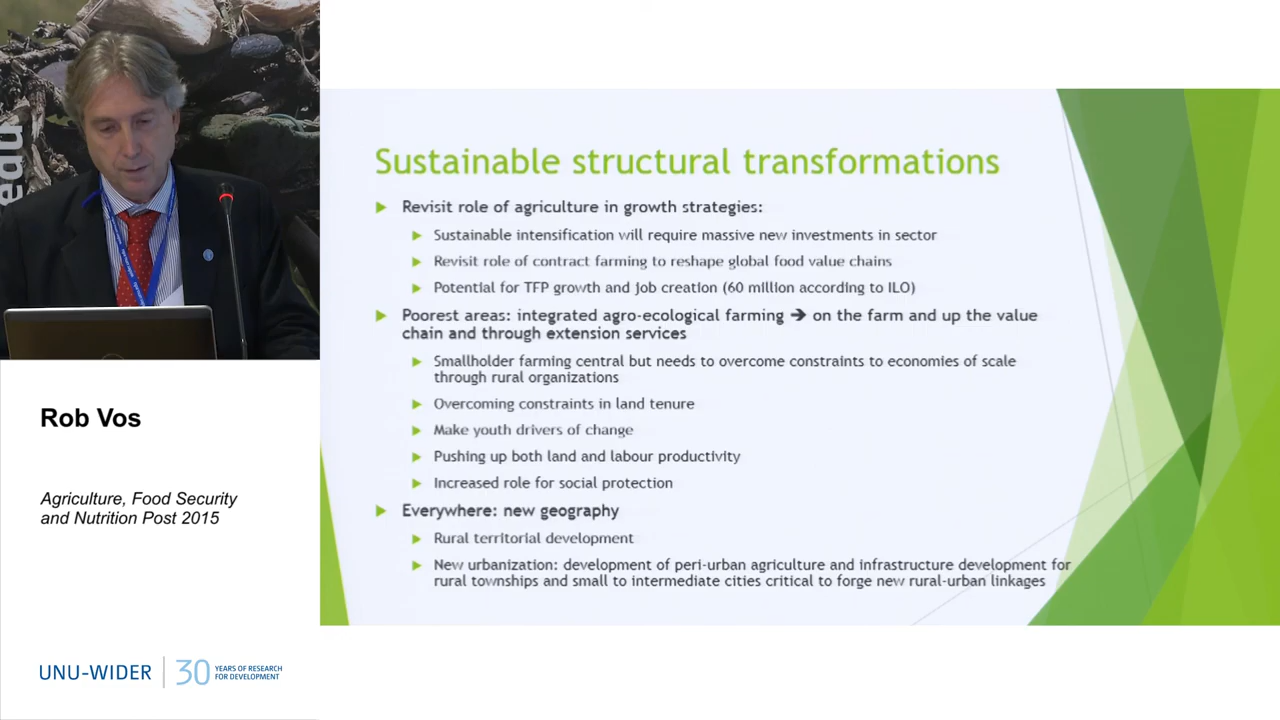 edu
Sustainable structural transformations
Revisit role of agriculture in growth strategies:
Sustainable intensification will require massive new investments in sector
Revisit role of contract farming to reshape global food value chains
Potential for TFP growth and job creation (60 million according to ILO)
Poorest areas: integrated agro-ecological farming ➔ on the farm and up the value
chain and through extension services
Smallholder farming central but needs to overcome constraints to economies of scale
through rural organizations
Overcoming constraints in land tenure
Make youth drivers of change
Pushing up both land and labour productivity
Increased role for social protection
Everywhere: new geography
Rural territorial development
New urbanization: development of peri-urban agriculture and infrastructure development for
rural townships and small to intermediate cities critical to forge new rural-urban linkages
Rob Vos
Agriculture, Food Security
and Nutrition Post 2015
UNU-WIDER
30
YEARS OF RESEARCH
FOR DEVELOPMENT